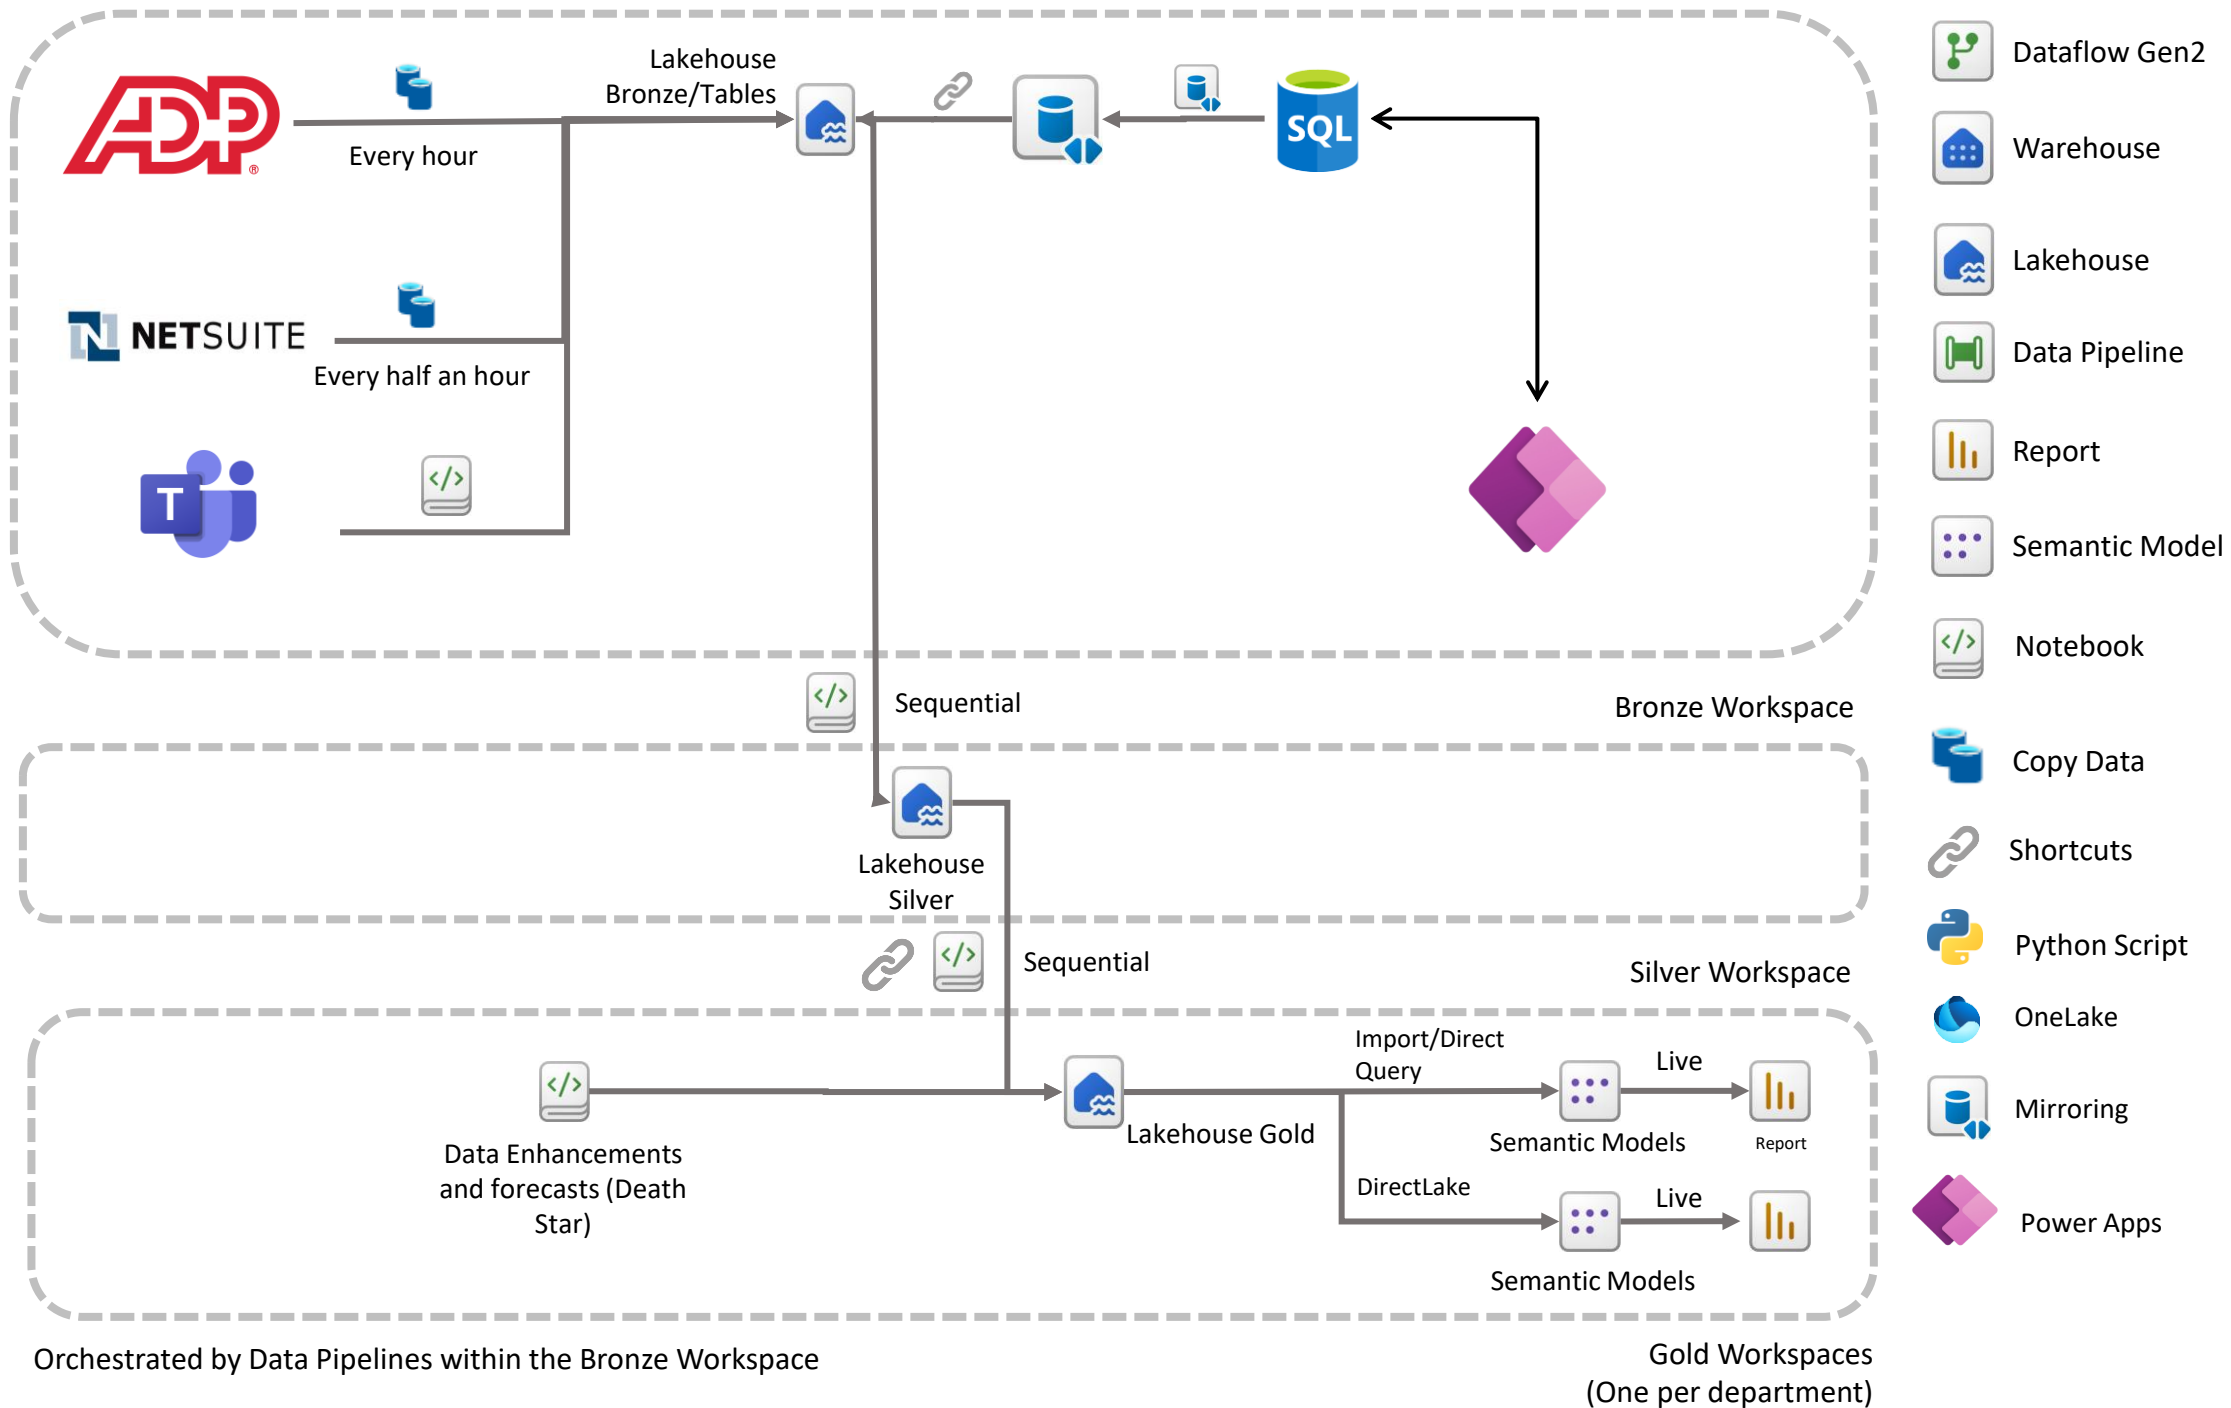 ADP
®
Every hour
Lakehouse
Bronze/Tables
SQL
NETSUITE
Every half an hour
T
Sequential
Bronze Workspace
Lakehouse
Silver
Sequential
Silver Workspace
Data Enhancements
and forecasts (Death
Star)
Lakehouse Gold
Import/Direct
Query
Semantic Models
Live
Report
DirectLake
Semantic Models
Live
Orchestrated by Data Pipelines within the Bronze Workspace
Gold Workspaces
(One per department)
Dataflow Gen2
Warehouse
Lakehouse
Data Pipeline
Report
Semantic Model
Notebook
Copy Data
Shortcuts
Python Script
OneLake
Mirroring
Power Apps